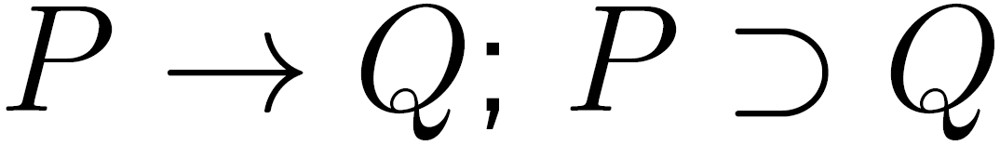 P → Q; P ⊃ Q